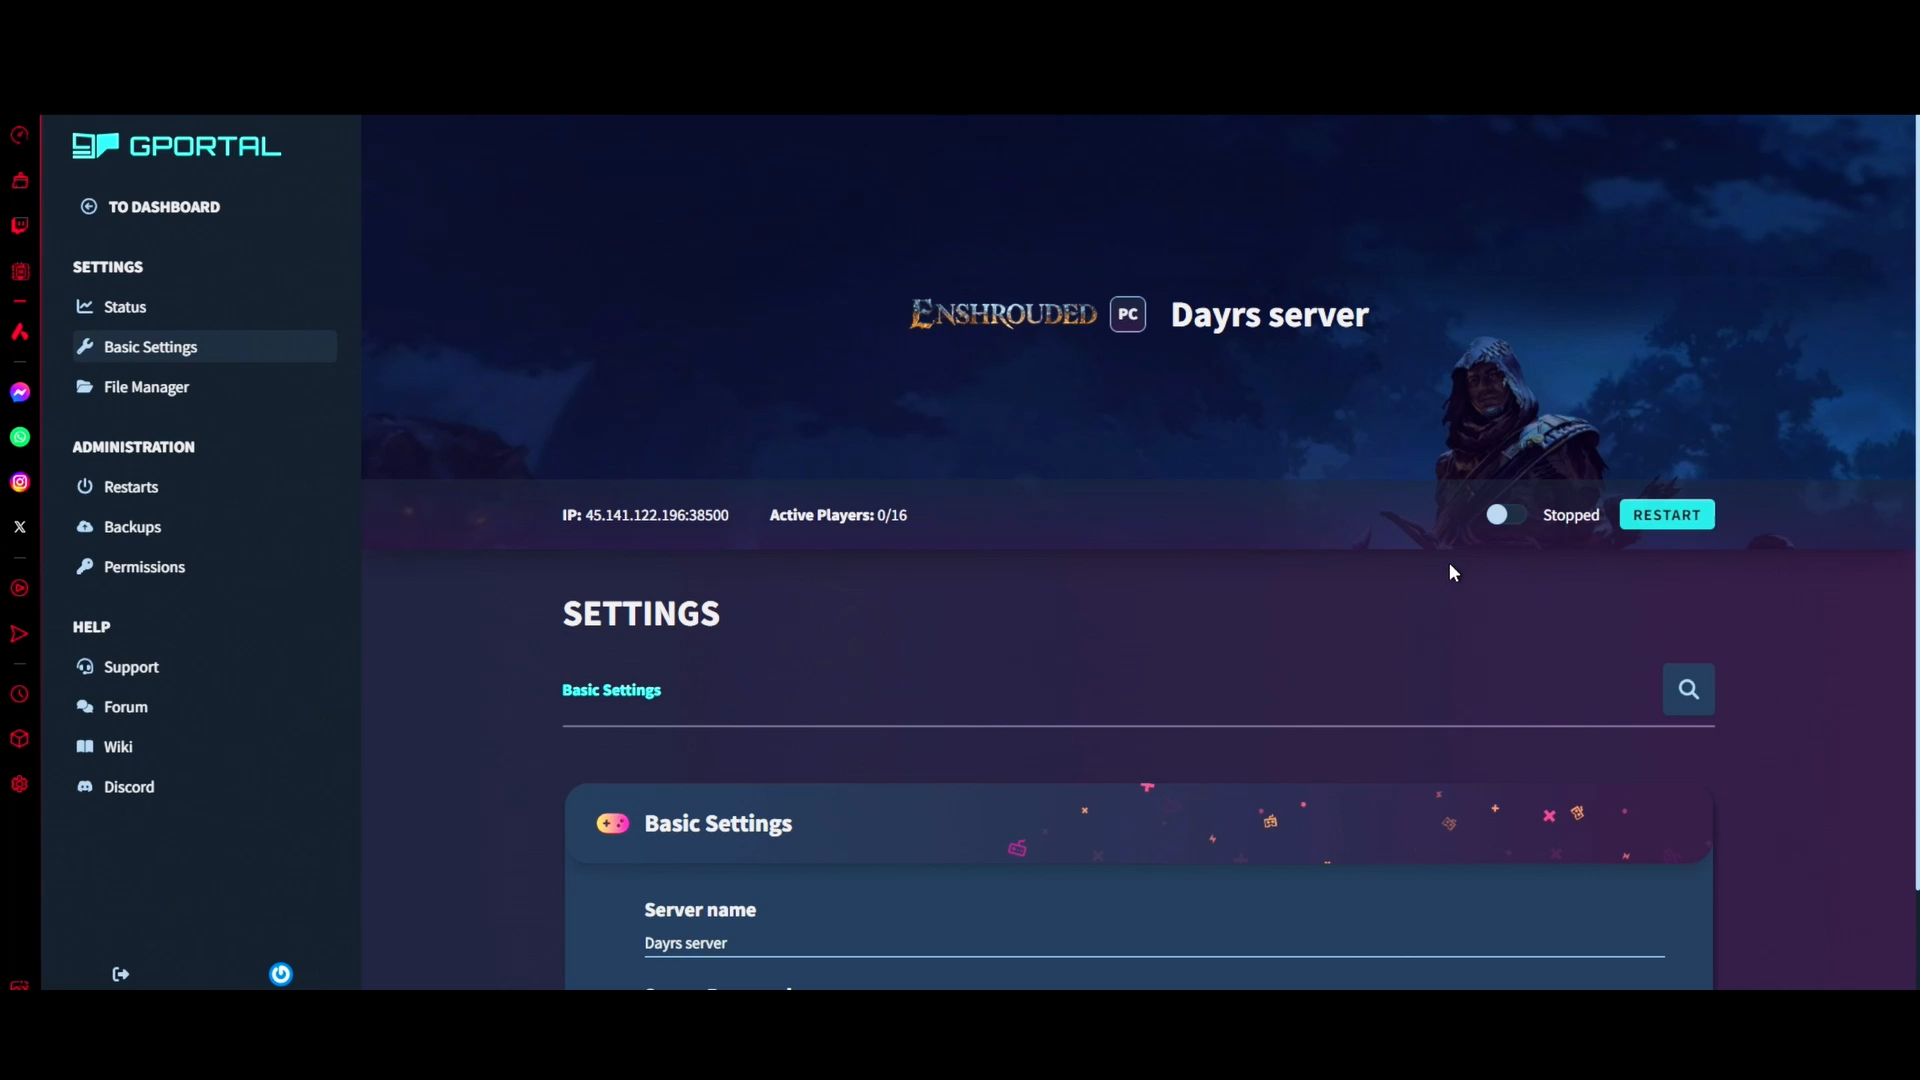 GPORTAL
TO DASHBOARD
SETTINGS
Status
Basic Settings
File Manager
ADMINISTRATION
Restarts
Backups
Permissions
HELP
Support
Forum
Wiki
Discord
ENSHROUDED PC Dayrs server
IP: 45.141.122.196:38500 Active Players: 0/16 Stopped RESTART
SETTINGS
Basic Settings
Basic Settings
Server name
Dayrs server